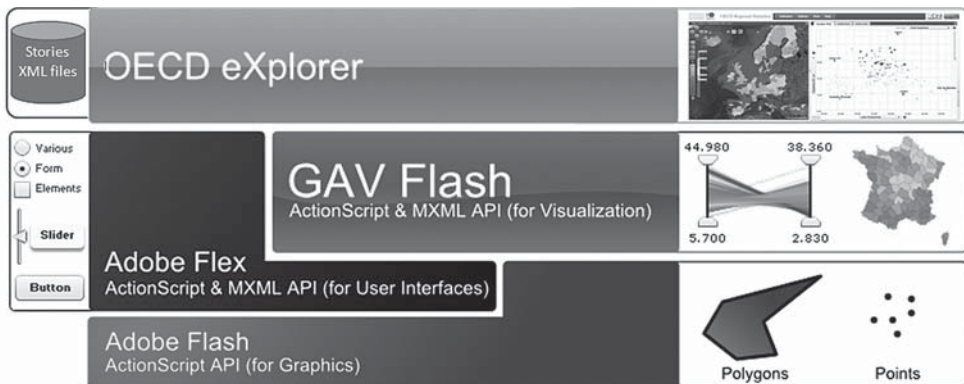 Stories
XML files
OECD eXplorer
Various
Form
Elements
Slider
Button
GAV Flash
ActionScript & MXML API (for Visualization)
44.980
38.360
5.700
2.830
Adobe Flex
ActionScript & MXML API (for User Interfaces)
Adobe Flash
ActionScript API (for Graphics)
Polygons
Points